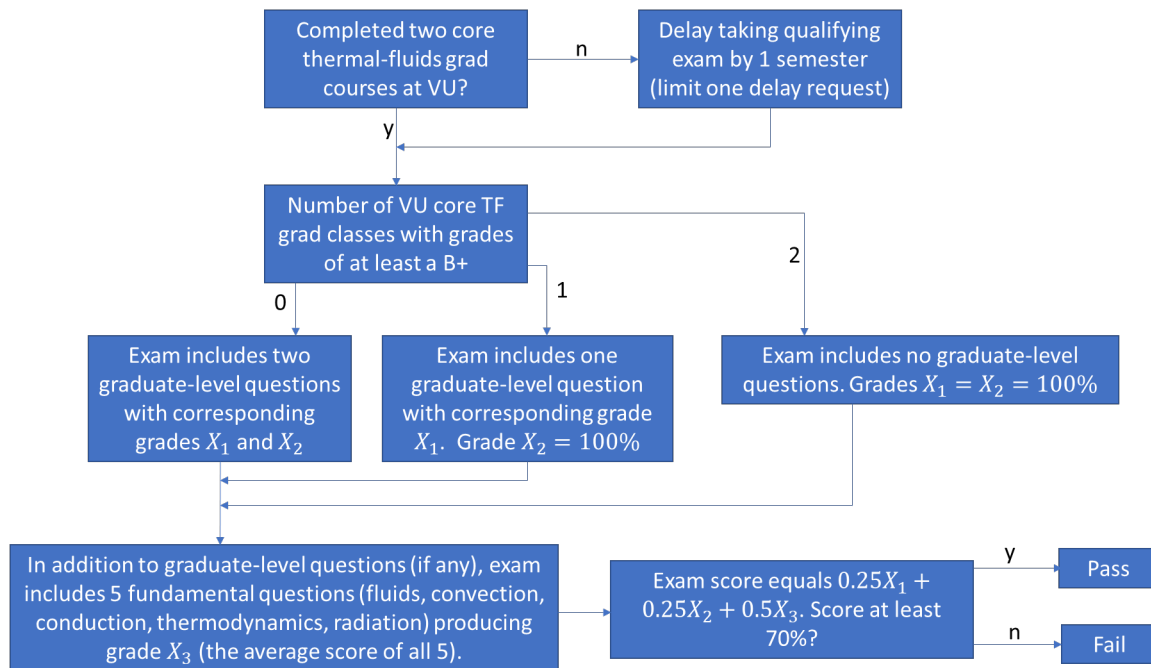 Completed two core
thermal-fluids grad
courses at VU?
n
Delay taking qualifying
exam by 1 semester
(limit one delay request)
y
Number of VU core TF
grad classes with grades
of at least a B+
0
1
2
Exam includes two
graduate-level questions
with corresponding
grades X₁ and X₂
Exam includes one
graduate-level question
with corresponding grade
X₁. Grade X₂ = 100%
Exam includes no graduate-level
questions. Grades X₁ = X₂ = 100%
In addition to graduate-level questions (if any), exam
includes 5 fundamental questions (fluids, convection,
conduction, thermodynamics, radiation) producing
grade X₃ (the average score of all 5).
Exam score equals 0.25X₁ +
0.25X₂ + 0.5X₃. Score at least
70%?
y
Pass
n
Fail